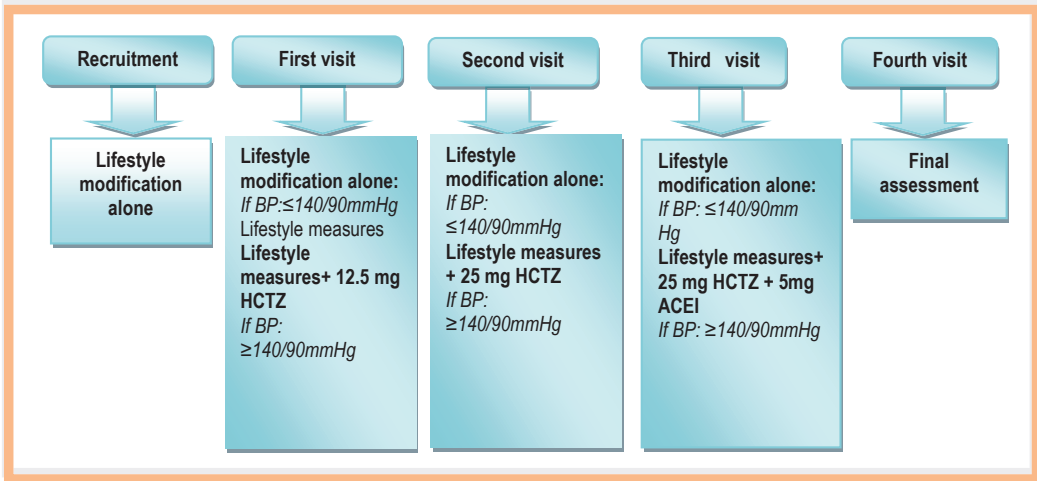 Recruitment
Lifestyle
modification
alone
First visit
Lifestyle
modification alone:
If BP:≤140/90mmHg
Lifestyle measures
Lifestyle
measures+ 12.5 mg
HCTZ
If BP:
≥140/90mmHg
Second visit
Lifestyle
modification alone:
If BP:
≤140/90mmHg
Lifestyle measures
+ 25 mg HCTZ
If BP:
≥140/90mmHg
Third visit
Lifestyle
modification alone:
If BP: ≤140/90mm
Hg
Lifestyle measures+
25 mg HCTZ + 5mg
ACEI
If BP: ≥140/90mmHg
Fourth visit
Final
assessment